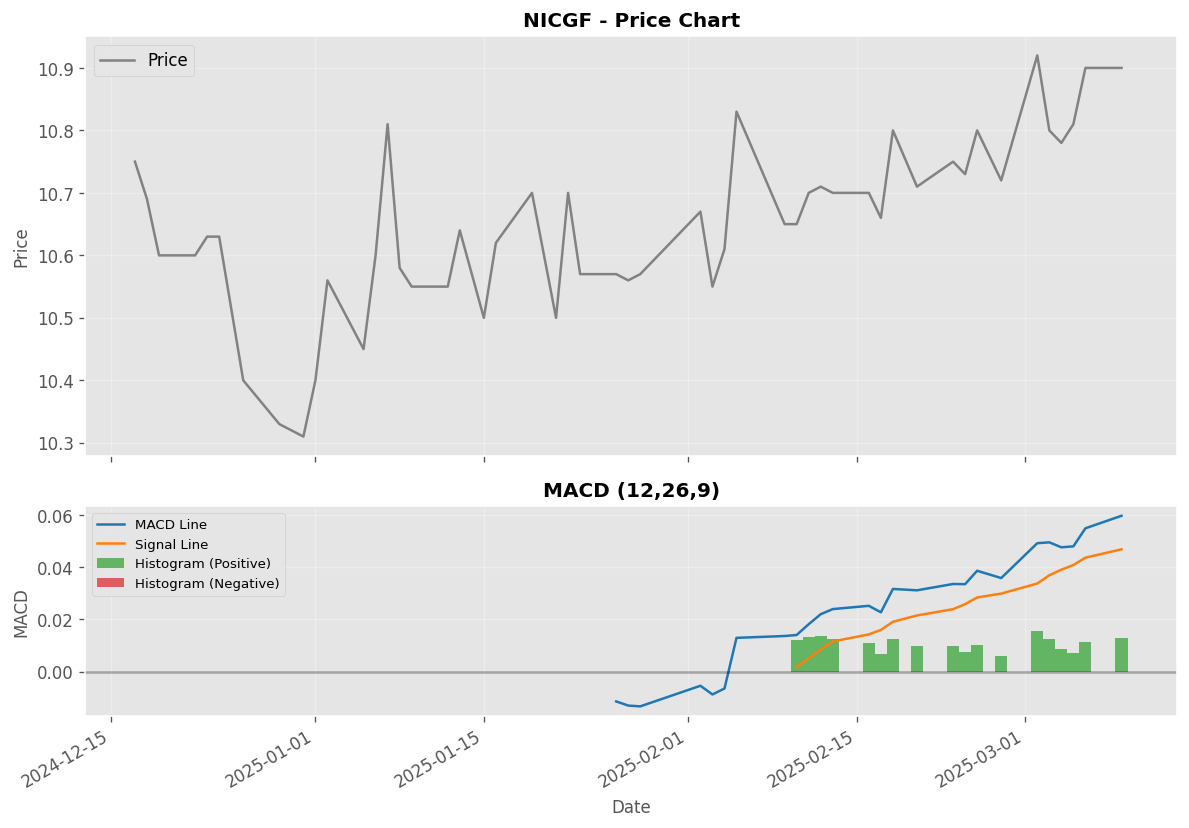 NICGF - Price Chart
Price
10.9
10.8
10.7
10.6
10.5
10.4
10.3
Price
MACD (12,26,9)
MACD Line
Signal Line
Histogram (Positive)
Histogram (Negative)
0.06
0.04
0.02
0.00
MACD
2024-12-15
2025-01-01
2025-01-15
2025-02-01
2025-02-15
2025-03-01
Date